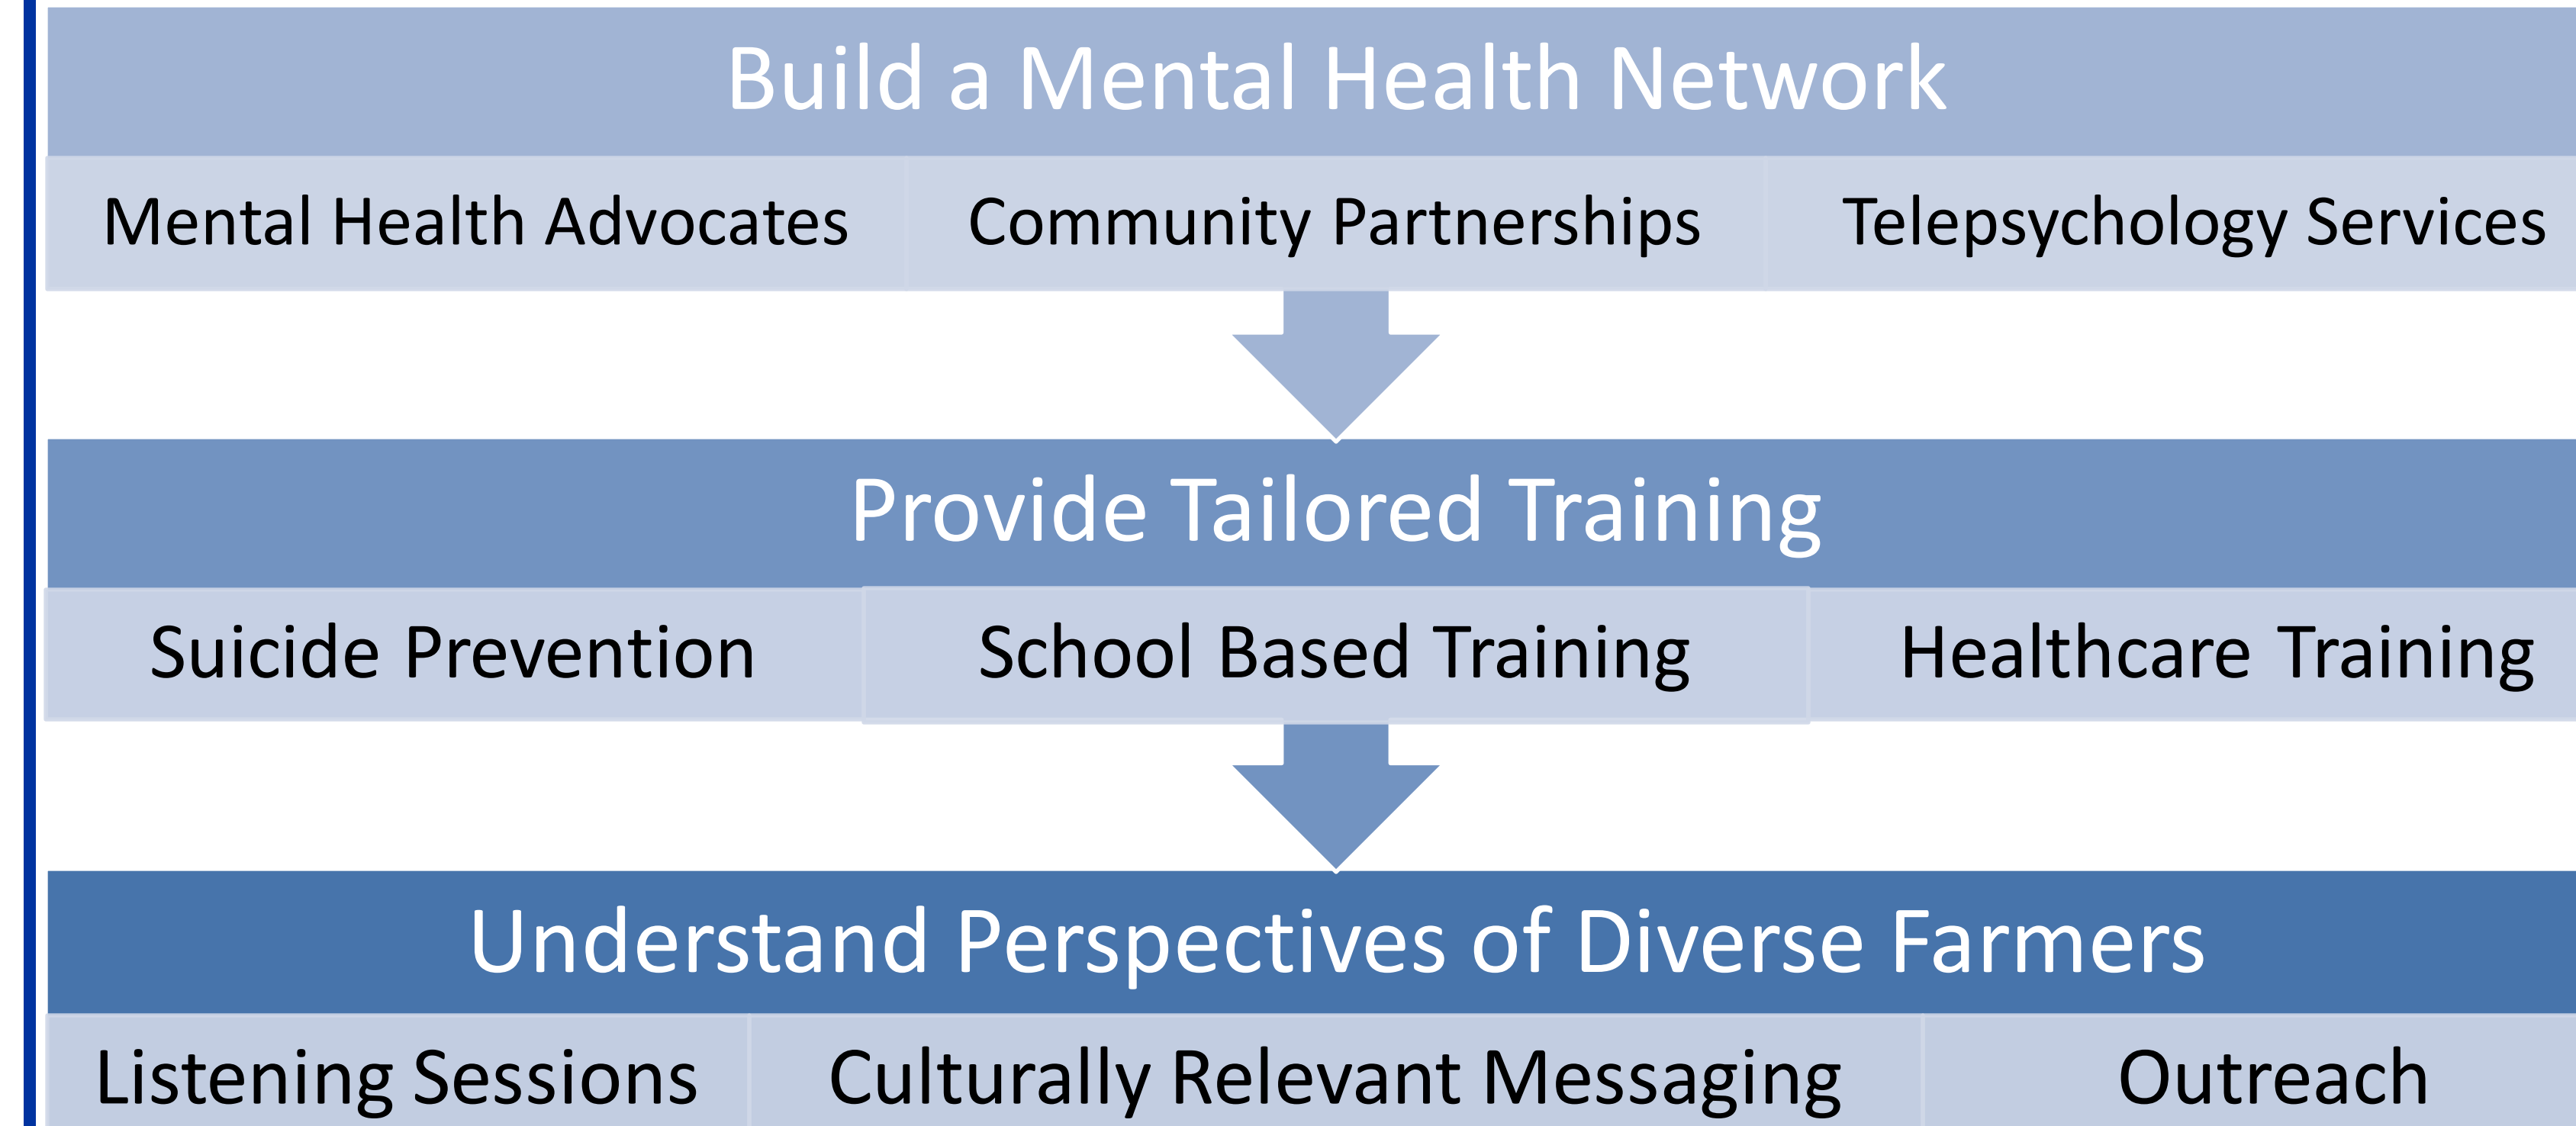 Build a Mental Health Network
Mental Health Advocates Community Partnerships Telepsychology Services
Provide Tailored Training
Suicide Prevention School Based Training Healthcare Training
Understand Perspectives of Diverse Farmers
Listening Sessions Culturally Relevant Messaging Outreach